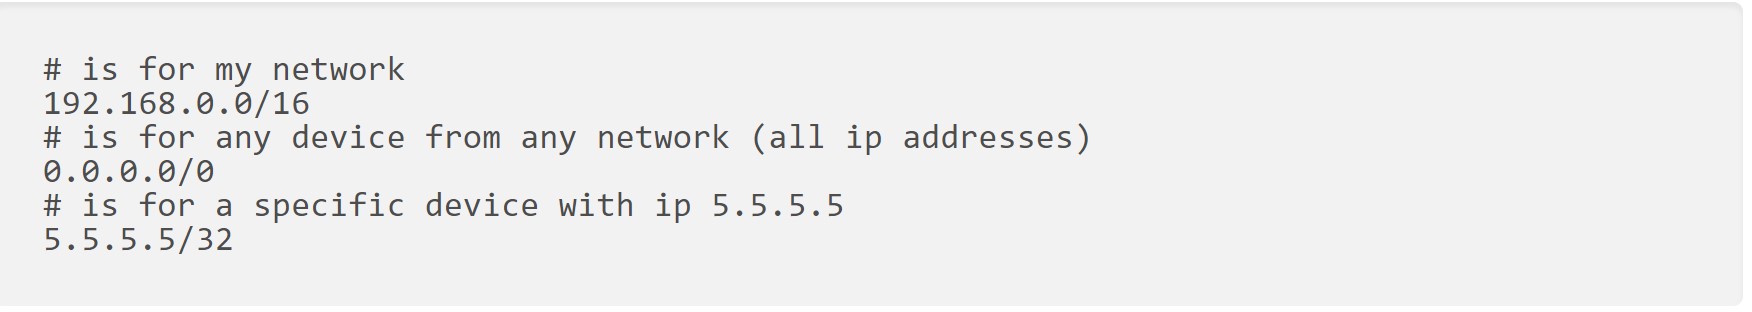 # is for my network
192.168.0.0/16
# is for any device from any network (all ip addresses)
0.0.0.0/0
# is for a specific device with ip 5.5.5.5
5.5.5.5/32